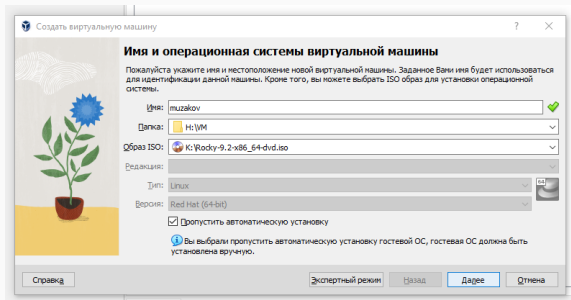 Создать виртуальную машину
Имя и операционная системы виртуальной машины
Пожалуйста укажите имя и местоположение новой виртуальной машины. Заданное Вами имя будет использоваться
для идентификации данной машины. Кроме того, вы можете выбрать ISO образ для установки операционной
системы.
Имя: muzakov
Папка: H:\VM
Образ ISO: K:\Rocky-9.2-x86_64-dvd.iso
Редакция:
Тип: Linux
64
Версия: Red Hat (64-bit)
Пропустить автоматическую установку
Вы выбрали пропустить автоматическую установку гостевой ОС, гостевая ОС должна быть
установлена вручную.
Справка Экспертный режим Назад Далее Отмена